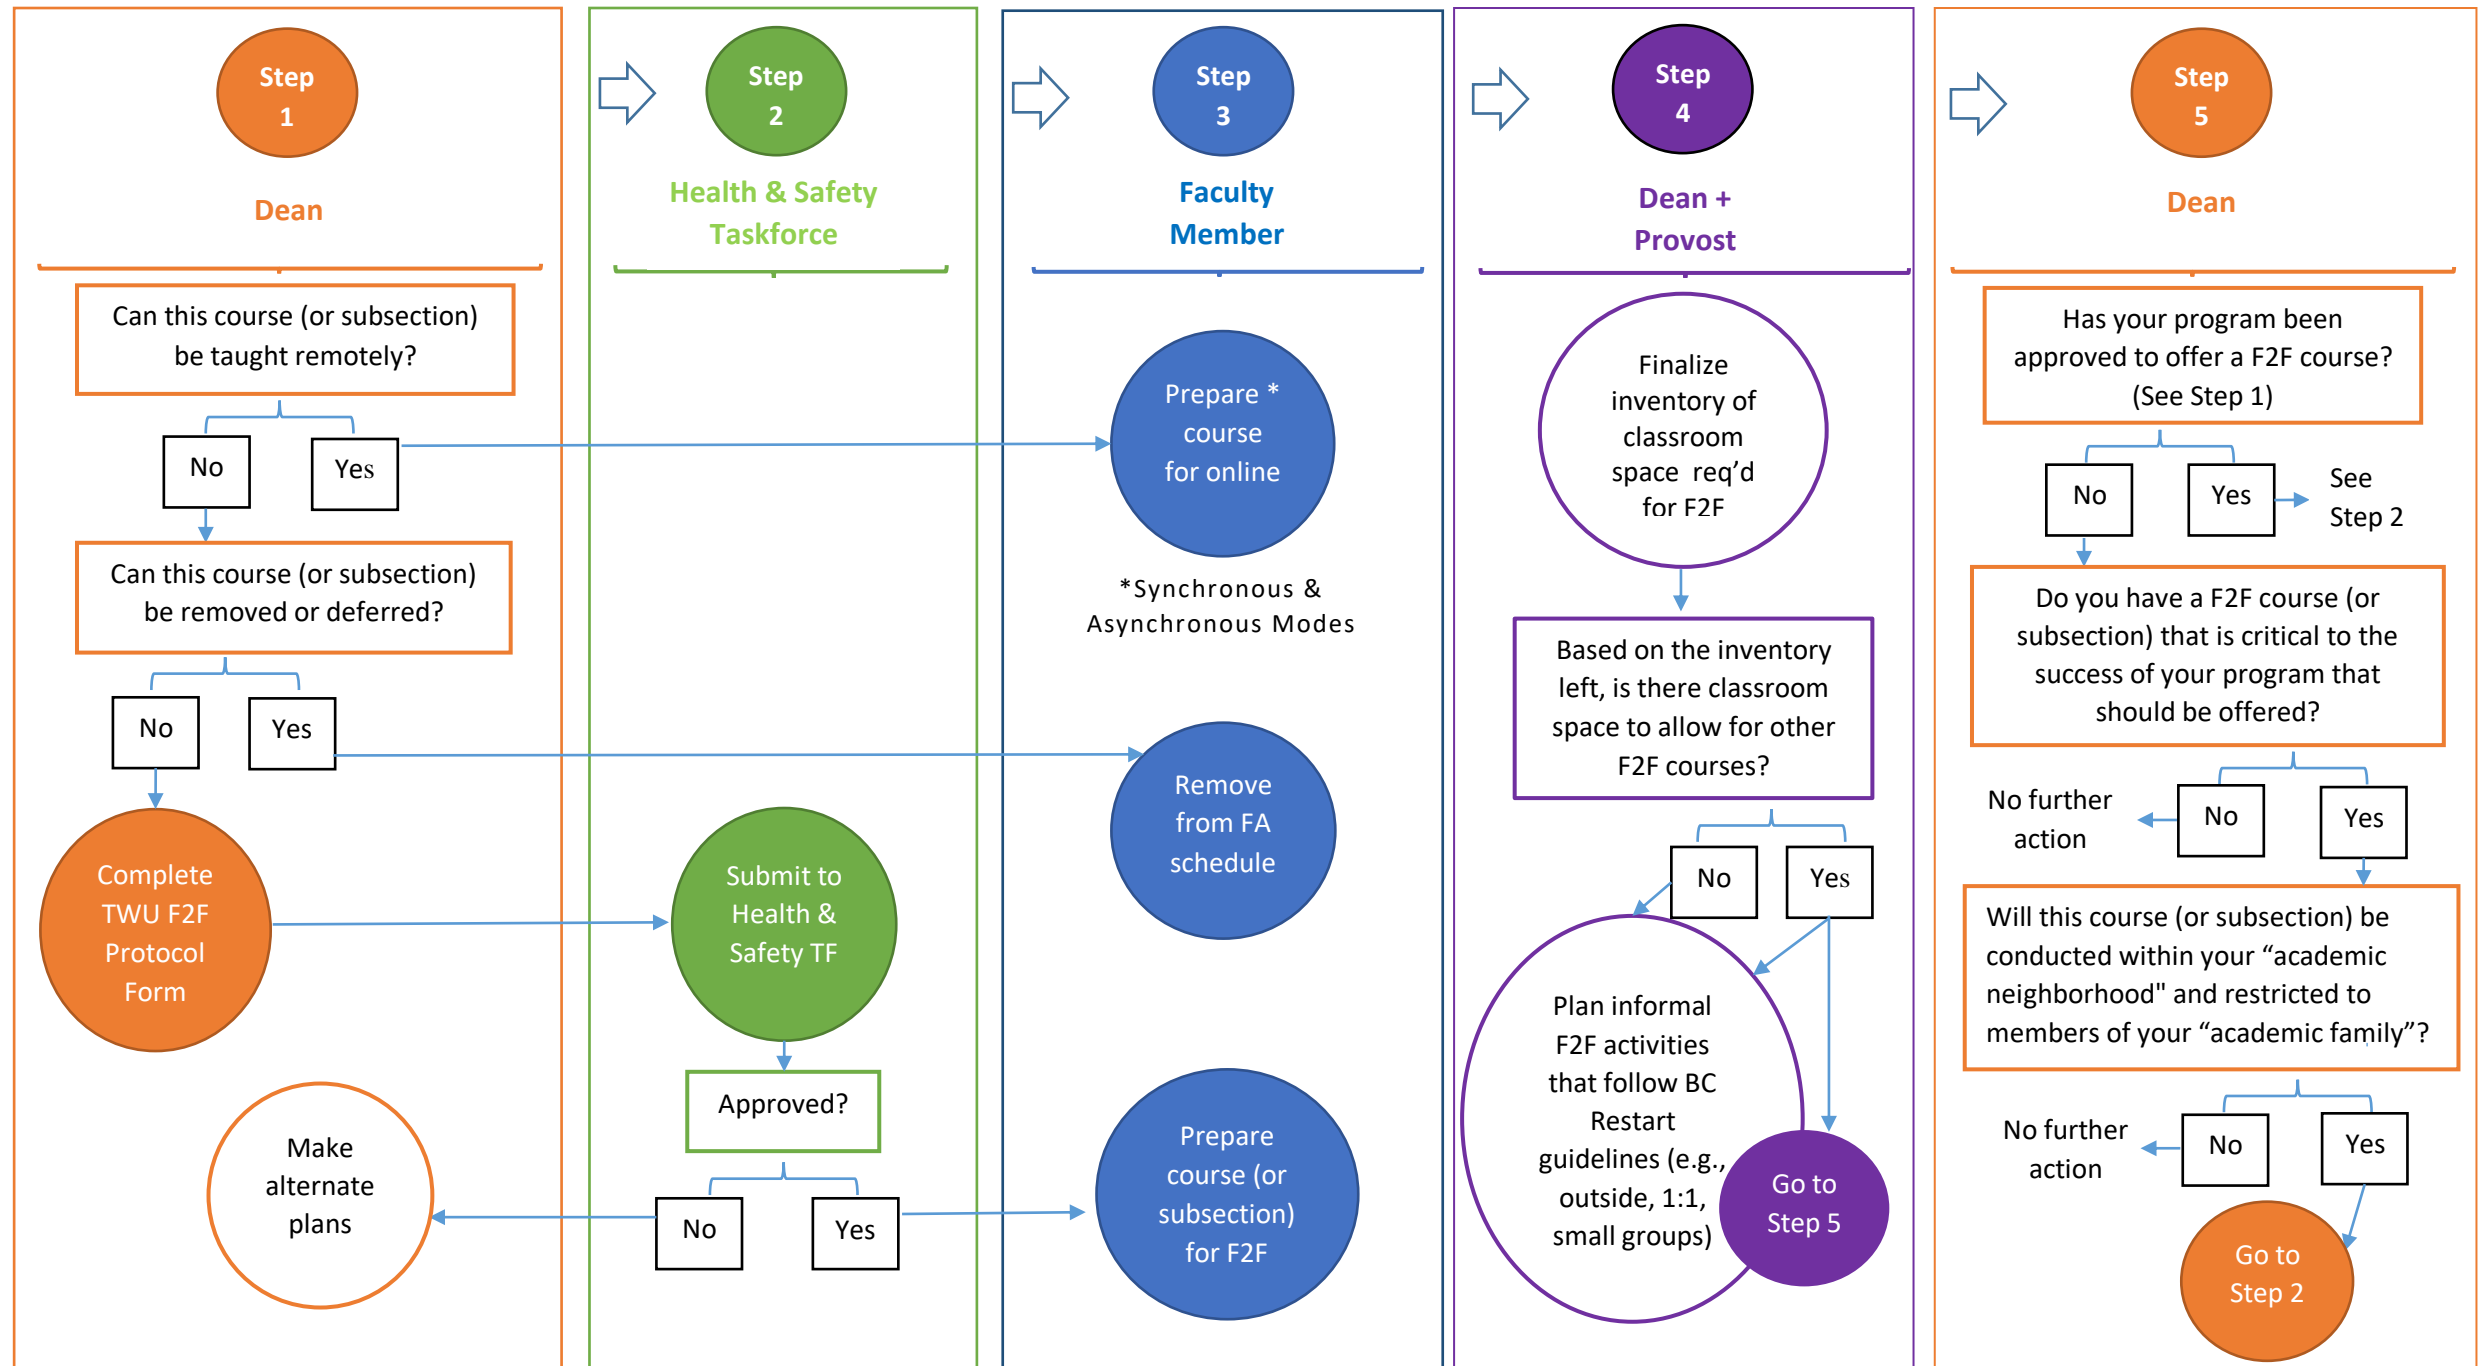 Step
1
Dean
Can this course (or subsection)
be taught remotely?
No
Yes
Can this course (or subsection)
be removed or deferred?
No
Yes
Complete
TWU F2F
Protocol
Form
Make
alternate
plans
Step
2
Health & Safety
Taskforce
Submit to
Health &
Safety TF
Approved?
No
Yes
Step
3
Faculty
Member
Prepare *
course
for online
*Synchronous &
Asynchronous Modes
Remove
from FA
schedule
Prepare
course (or
subsection)
for F2F
Step
4
Dean +
Provost
Finalize
inventory of
classroom
space req’d
for F2F
Based on the inventory
left, is there classroom
space to allow for other
F2F courses?
No
Yes
Plan informal
F2F activities
that follow BC
Restart
guidelines (e.g.,
outside, 1:1,
small groups)
Go to
Step 5
Step
5
Dean
Has your program been
approved to offer a F2F course?
(See Step 1)
No
Yes
See
Step 2
Do you have a F2F course (or
subsection) that is critical to the
success of your program that
should be offered?
No further
action
No
Yes
Will this course (or subsection) be
conducted within your “academic
neighborhood" and restricted to
members of your “academic family”?
No further
action
No
Yes
Go to
Step 2